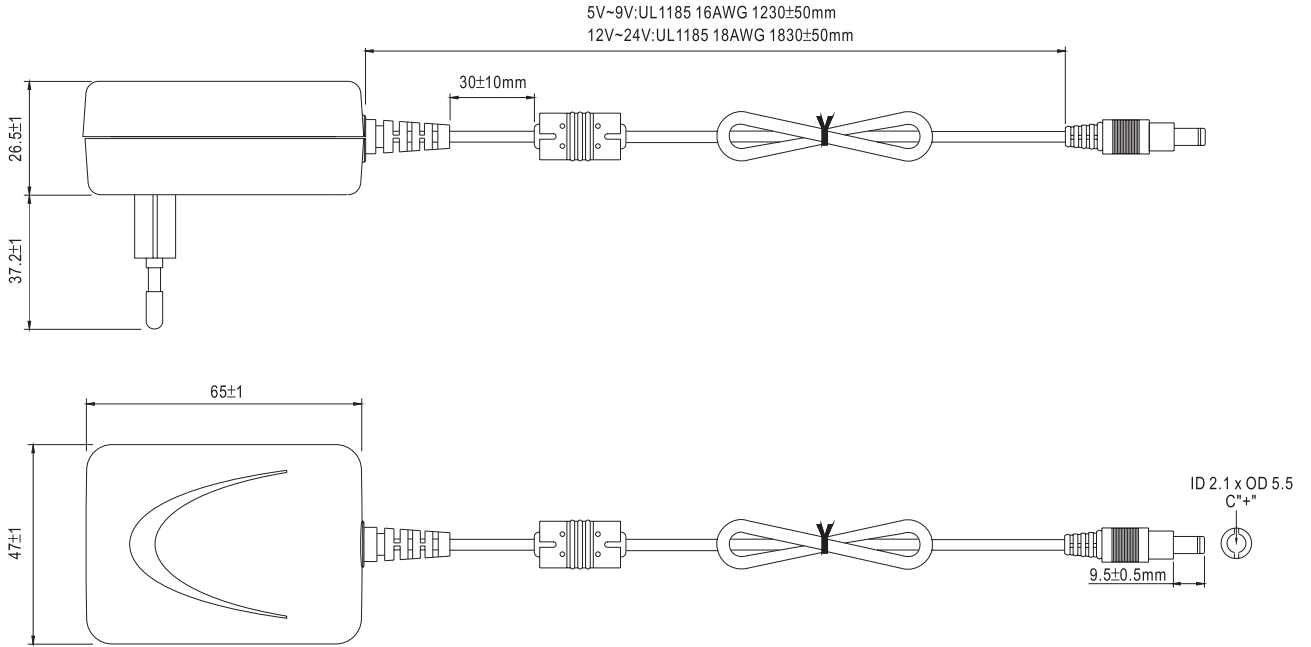 5V~9V:UL1185 16AWG 1230±50mm
12V~24V:UL1185 18AWG 1830±50mm
30±10mm
26.5±1
37.2±1
65±1
47±1
ID 2.1 x OD 5.5
C"+"
9.5±0.5mm